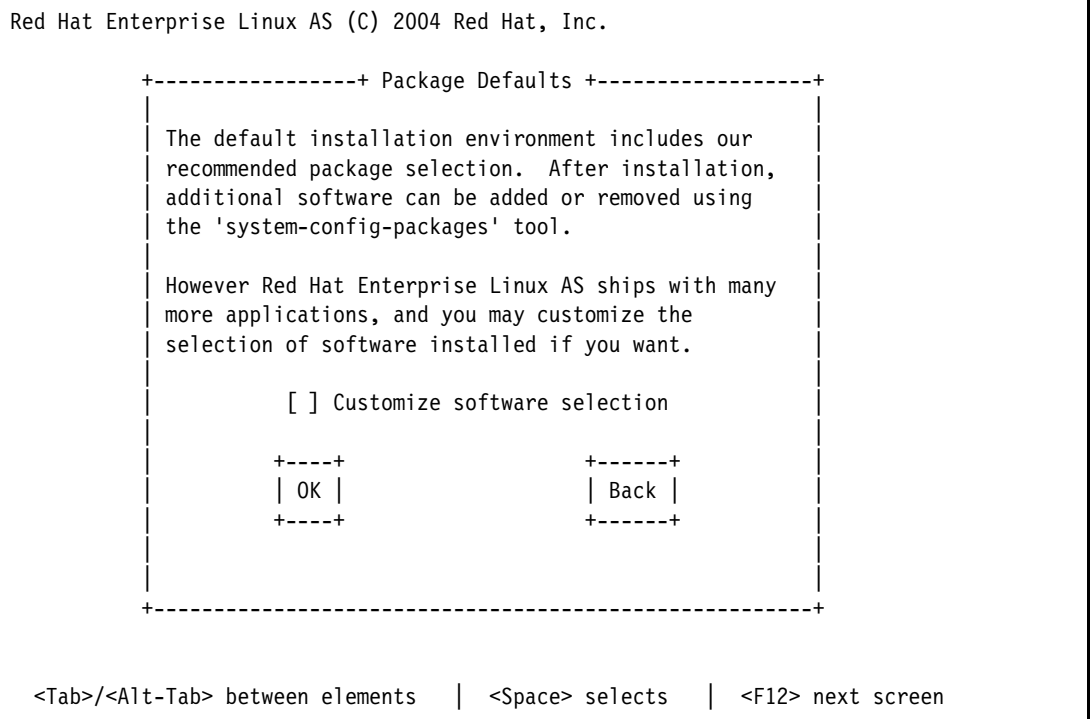 Red Hat Enterprise Linux AS (C) 2004 Red Hat, Inc.
+-----------------+ Package Defaults +------------------+
| |
| The default installation environment includes our |
| recommended package selection.  After installation, |
| additional software can be added or removed using |
| the 'system-config-packages' tool. |
| |
| However Red Hat Enterprise Linux AS ships with many |
| more applications, and you may customize the |
| selection of software installed if you want. |
| |
| [ ] Customize software selection |
| |
| +----+ +------+ |
| | OK | | Back | |
| +----+ +------+ |
| |
| |
+-------------------------------------------------------+
<Tab>/<Alt-Tab> between elements | <Space> selects | <F12> next screen